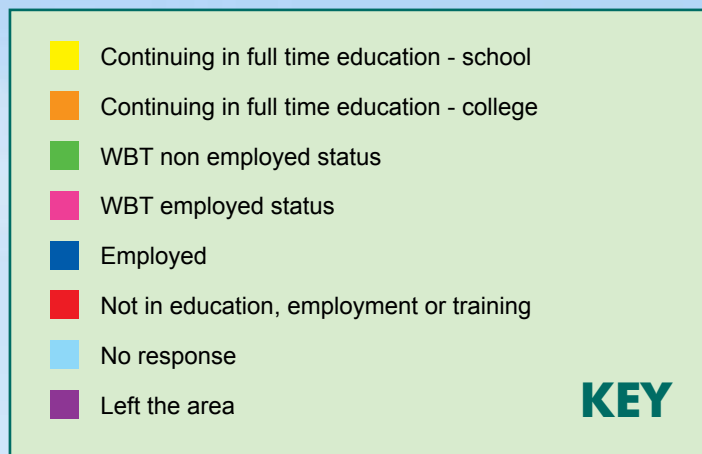 Continuing in full time education - school
Continuing in full time education - college
WBT non employed status
WBT employed status
Employed
Not in education, employment or training
No response
Left the area
KEY